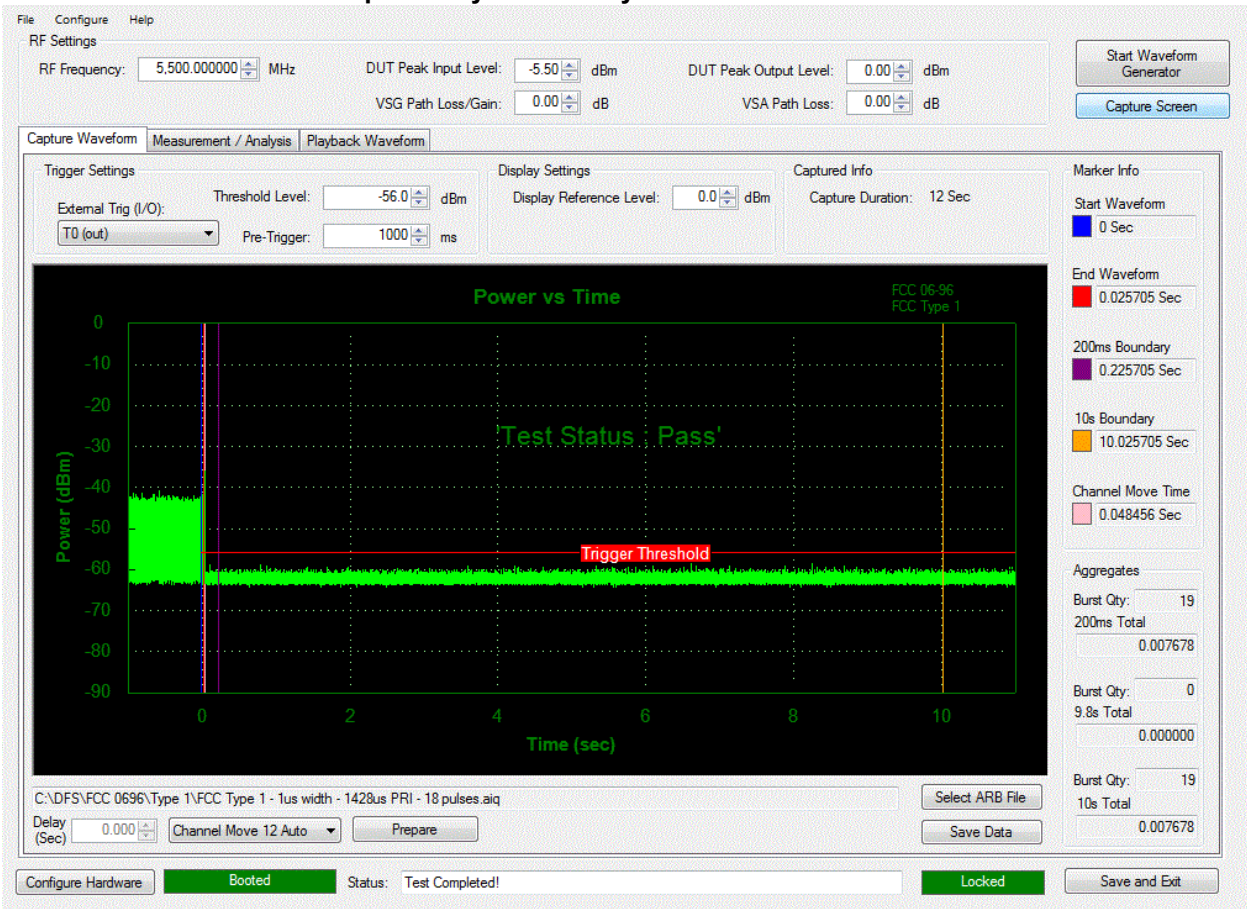 File Configure Help
RF Settings
RF Frequency: 5,500.000000 MHz
DUT Peak Input Level: -5.50 dBm
DUT Peak Output Level: 0.00 dBm
VSG Path Loss/Gain: 0.00 dB
VSA Path Loss: 0.00 dB
Start Waveform
Generator
Capture Screen
Capture Waveform Measurement / Analysis Playback Waveform
Trigger Settings
External Trig (I/O):
T0 (out)
Threshold Level: -56.0 dBm
Pre-Trigger: 1000 ms
Display Settings
Display Reference Level: 0.0 dBm
Captured Info
Capture Duration: 12 Sec
Marker Info
Start Waveform
0 Sec
End Waveform
0.025705 Sec
200ms Boundary
0.225705 Sec
10s Boundary
10.025705 Sec
Channel Move Time
0.048456 Sec
Power vs Time
FCC 06-96
FCC Type 1
0
-10
-20
-30
-40
-50
-60
-70
-80
-90
Power (dBm)
'Test Status : Pass'
Trigger Threshold
0 2 4 6 8 10
Time (sec)
Aggregates
Burst Qty: 19
200ms Total
0.007678
Burst Qty: 0
9.8s Total
0.000000
Burst Qty: 19
10s Total
0.007678
C:\DFS\FCC 0696\Type 1\FCC Type 1 - 1us width - 1428us PRI - 18 pulses.aiq
Select ARB File
Delay
(Sec) 0.000
Channel Move 12 Auto
Prepare
Save Data
Configure Hardware
Booted
Status: Test Completed!
Locked
Save and Exit